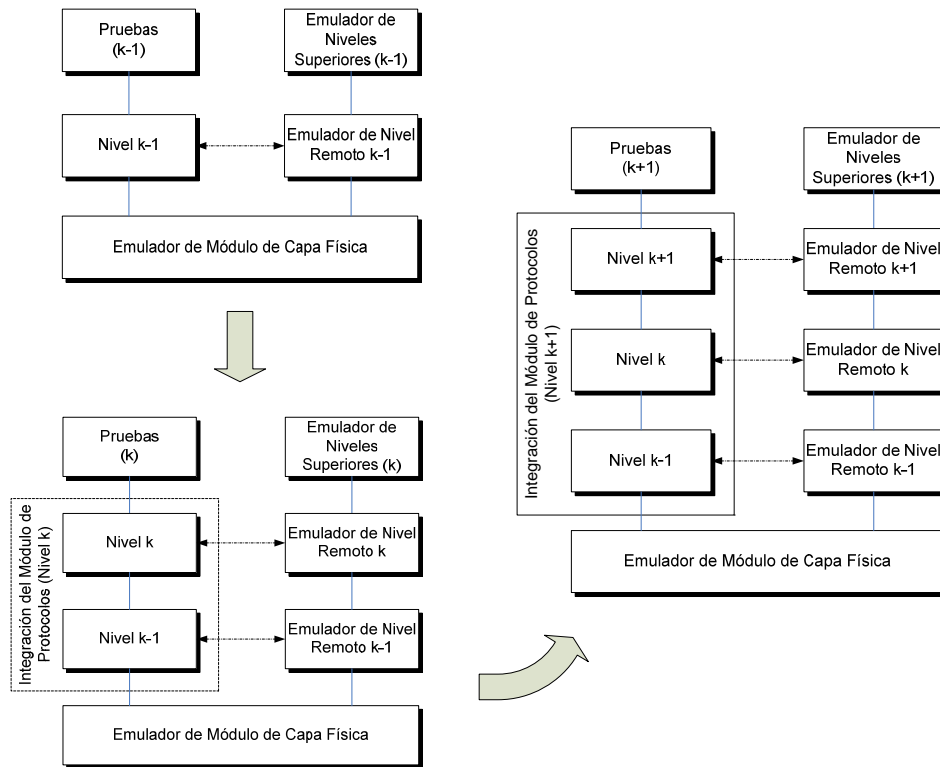 Pruebas
(k-1)
Emulador de
Niveles
Superiores (k-1)
Nivel k-1
Emulador de Nivel
Remoto k-1
Emulador de Módulo de Capa Física
Pruebas
(k)
Emulador de
Niveles
Superiores (k)
Integración del Módulo de
Protocolos (Nivel k)
Nivel k
Emulador de Nivel
Remoto k
Nivel k-1
Emulador de Nivel
Remoto k-1
Emulador de Módulo de Capa Física
Pruebas
(k+1)
Emulador de
Niveles
Superiores (k+1)
Integración del Módulo de Protocolos
(Nivel k+1)
Nivel k+1
Emulador de Nivel
Remoto k+1
Nivel k
Emulador de Nivel
Remoto k
Nivel k-1
Emulador de Nivel
Remoto k-1
Emulador de Módulo de Capa Física